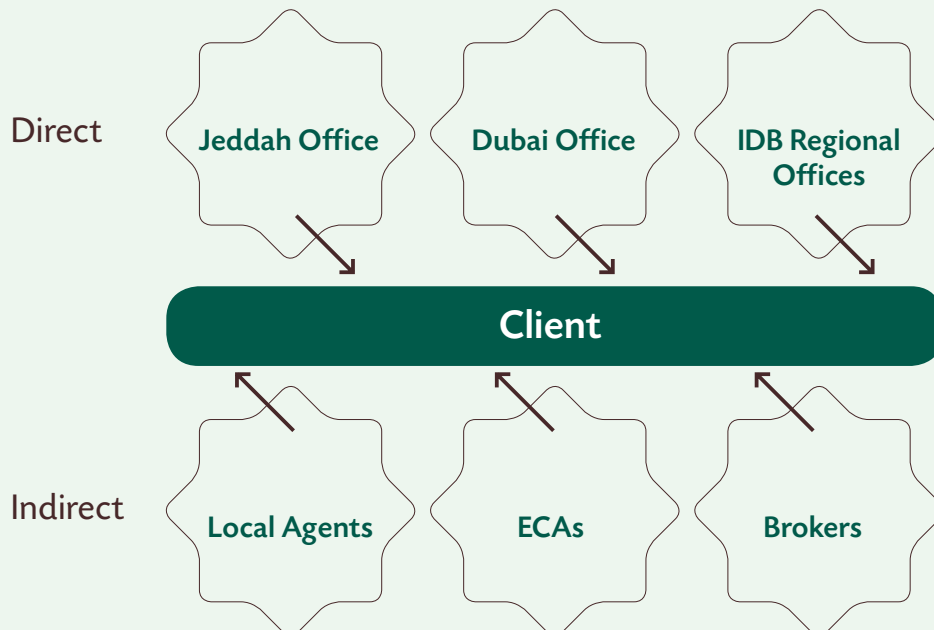 Direct
Jeddah Office
Dubai Office
IDB Regional
Offices
Client
Indirect
Local Agents
ECAs
Brokers